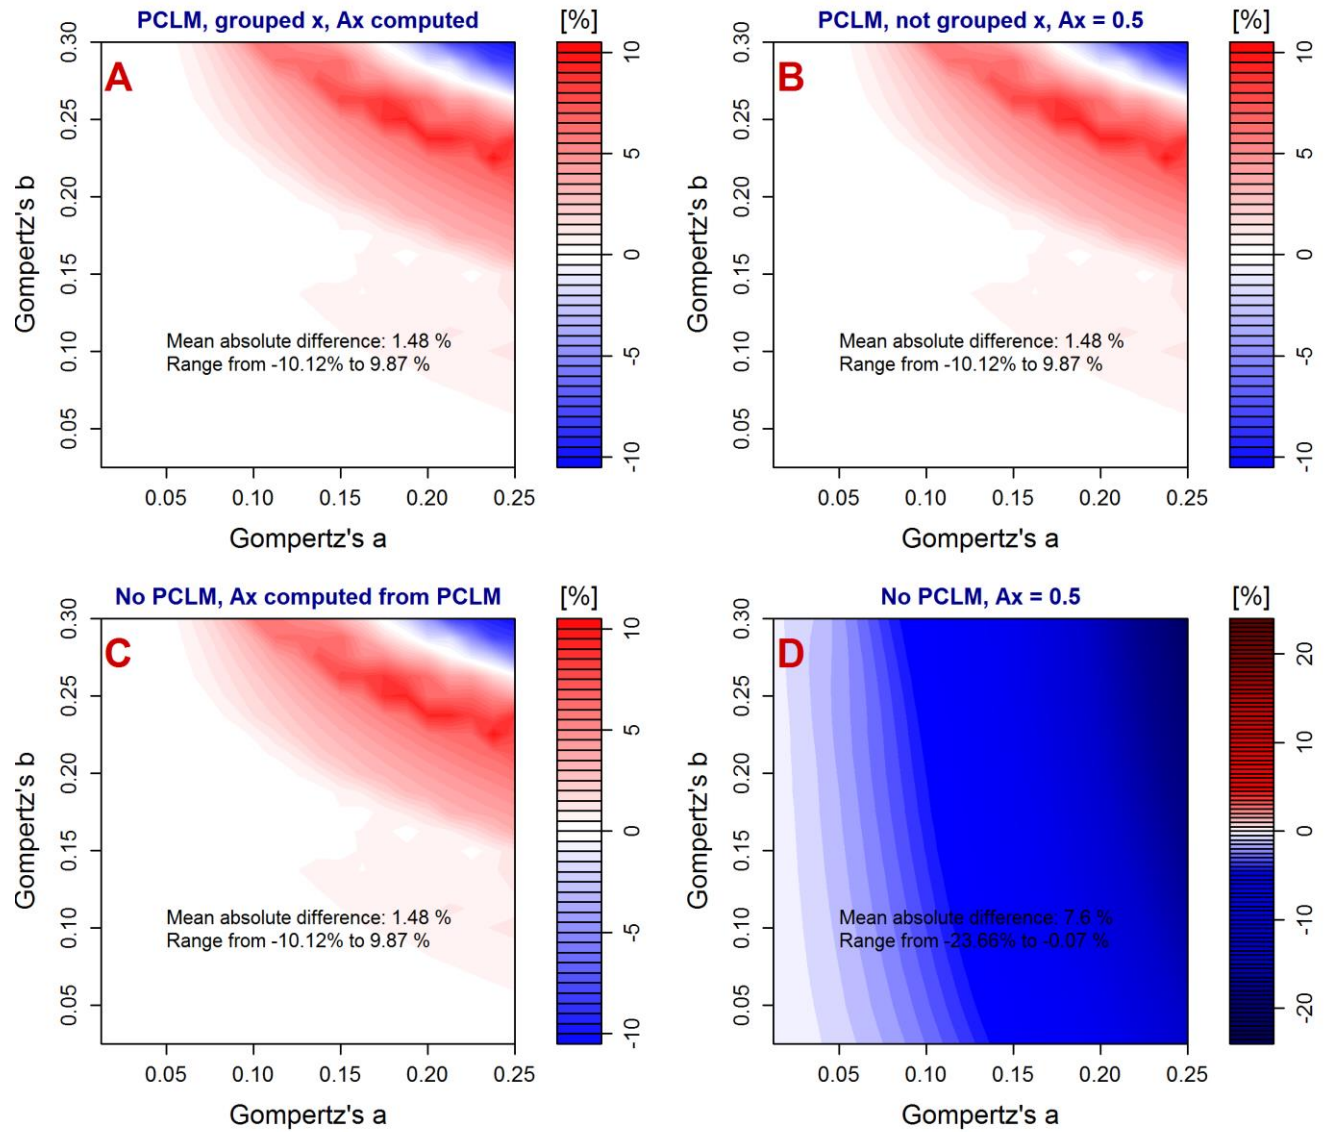 PCLM, grouped x, Ax computed
[%]
A
0.30
0.25
0.20
0.15
0.10
0.05
Gompertz's b
Mean absolute difference: 1.48 %
Range from -10.12% to 9.87 %
0.05 0.10 0.15 0.20 0.25
Gompertz's a
10
5
0
-5
-10
PCLM, not grouped x, Ax = 0.5
[%]
B
0.30
0.25
0.20
0.15
0.10
0.05
Gompertz's b
Mean absolute difference: 1.48 %
Range from -10.12% to 9.87 %
0.05 0.10 0.15 0.20 0.25
Gompertz's a
10
5
0
-5
-10
No PCLM, Ax computed from PCLM
[%]
C
0.30
0.25
0.20
0.15
0.10
0.05
Gompertz's b
Mean absolute difference: 1.48 %
Range from -10.12% to 9.87 %
0.05 0.10 0.15 0.20 0.25
Gompertz's a
10
5
0
-5
-10
No PCLM, Ax = 0.5
[%]
D
0.30
0.25
0.20
0.15
0.10
0.05
Gompertz's b
Mean absolute difference: 7.6 %
Range from -23.66% to -0.07 %
0.05 0.10 0.15 0.20 0.25
Gompertz's a
20
10
0
-10
-20